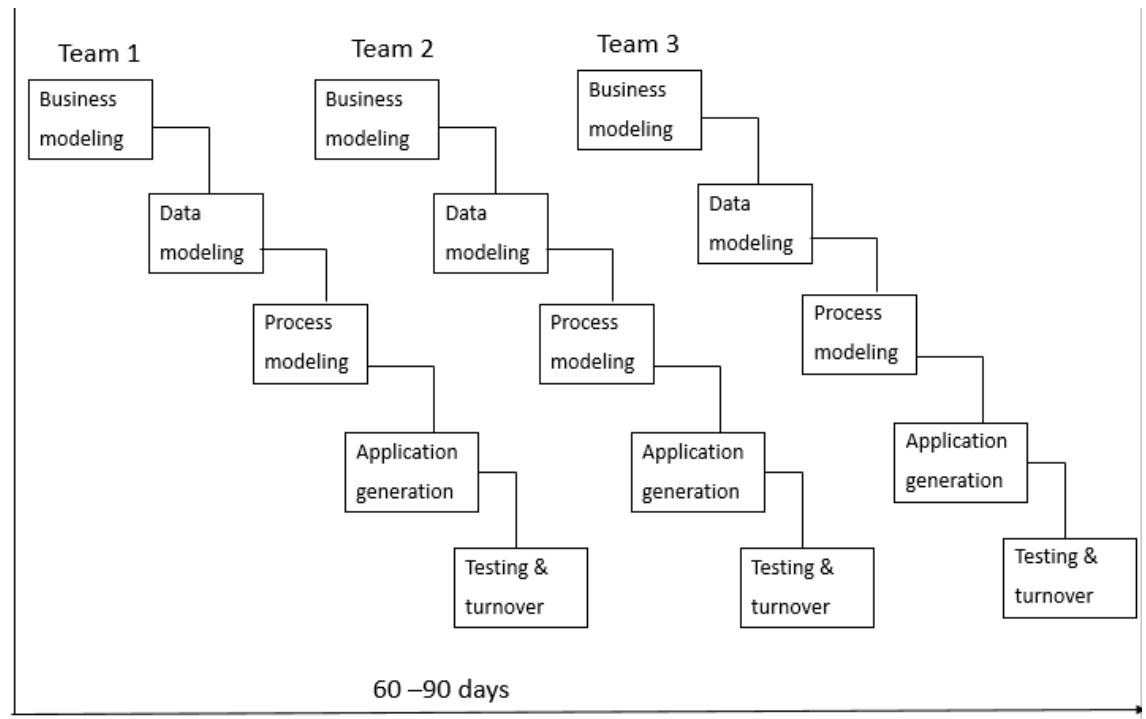 Team 1
Business
modeling
Data
modeling
Process
modeling
Application
generation
Testing &
turnover
Team 2
Business
modeling
Data
modeling
Process
modeling
Application
generation
Testing &
turnover
Team 3
Business
modeling
Data
modeling
Process
modeling
Application
generation
Testing &
turnover
60 –90 days